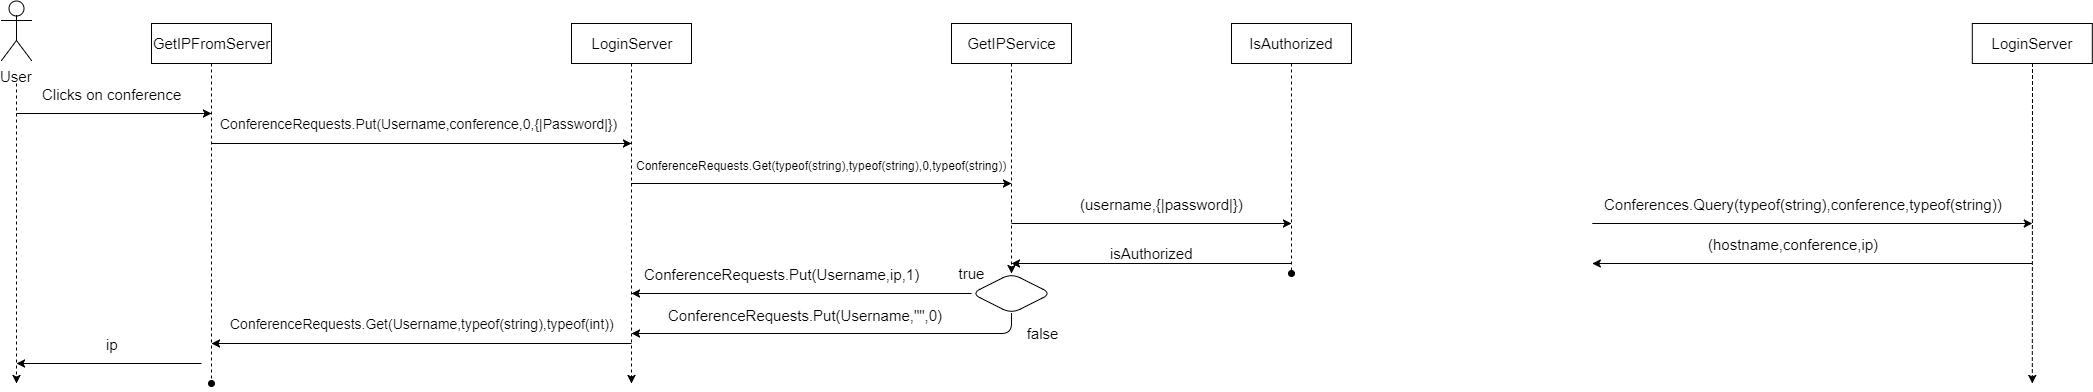 GetIPFromServer
LoginServer
GetIPService
IsAuthorized
LoginServer
User
Clicks on conference
ConferenceRequests.Put(Username,conference,0,{|Password|})
ConferenceRequests.Get(typeof(string),typeof(string),0,typeof(string))
(username,{|password|})
Conferences.Query(typeof(string),conference,typeof(string))
isAuthorized
(hostname,conference,ip)
ConferenceRequests.Put(Username,ip,1)
true
ConferenceRequests.Put(Username,"",0)
false
ConferenceRequests.Get(Username,typeof(string),typeof(int))
ip